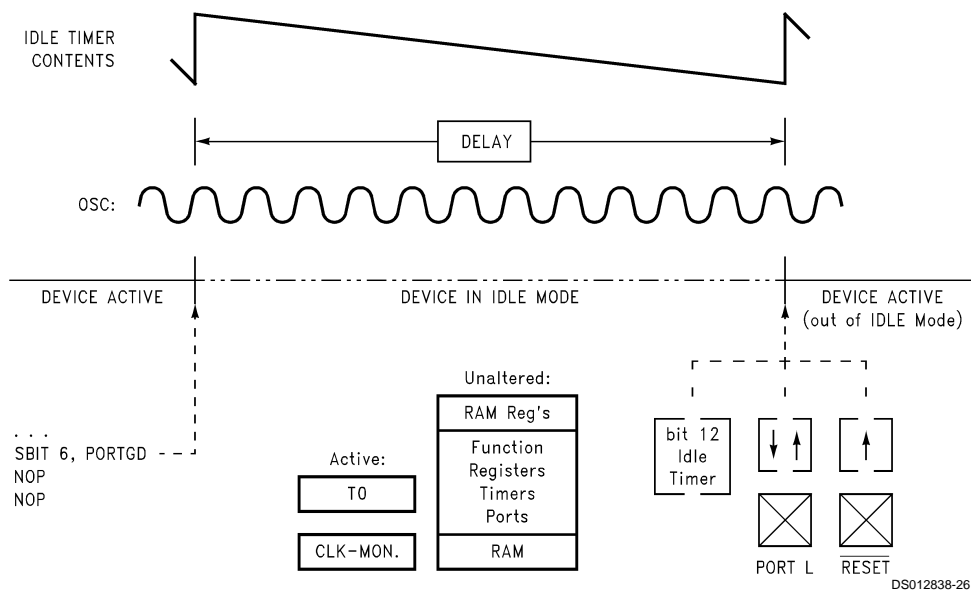 IDLE TIMER
CONTENTS
DELAY
OSC:
DEVICE ACTIVE
DEVICE IN IDLE MODE
DEVICE ACTIVE
(out of IDLE Mode)
. . .
SBIT 6, PORTGD
NOP
NOP
Active:
T0
CLK-MON.
Unaltered:
RAM Reg's
Function
Registers
Timers
Ports
RAM
bit 12
Idle
Timer
PORT L
RESET
DS012838-26